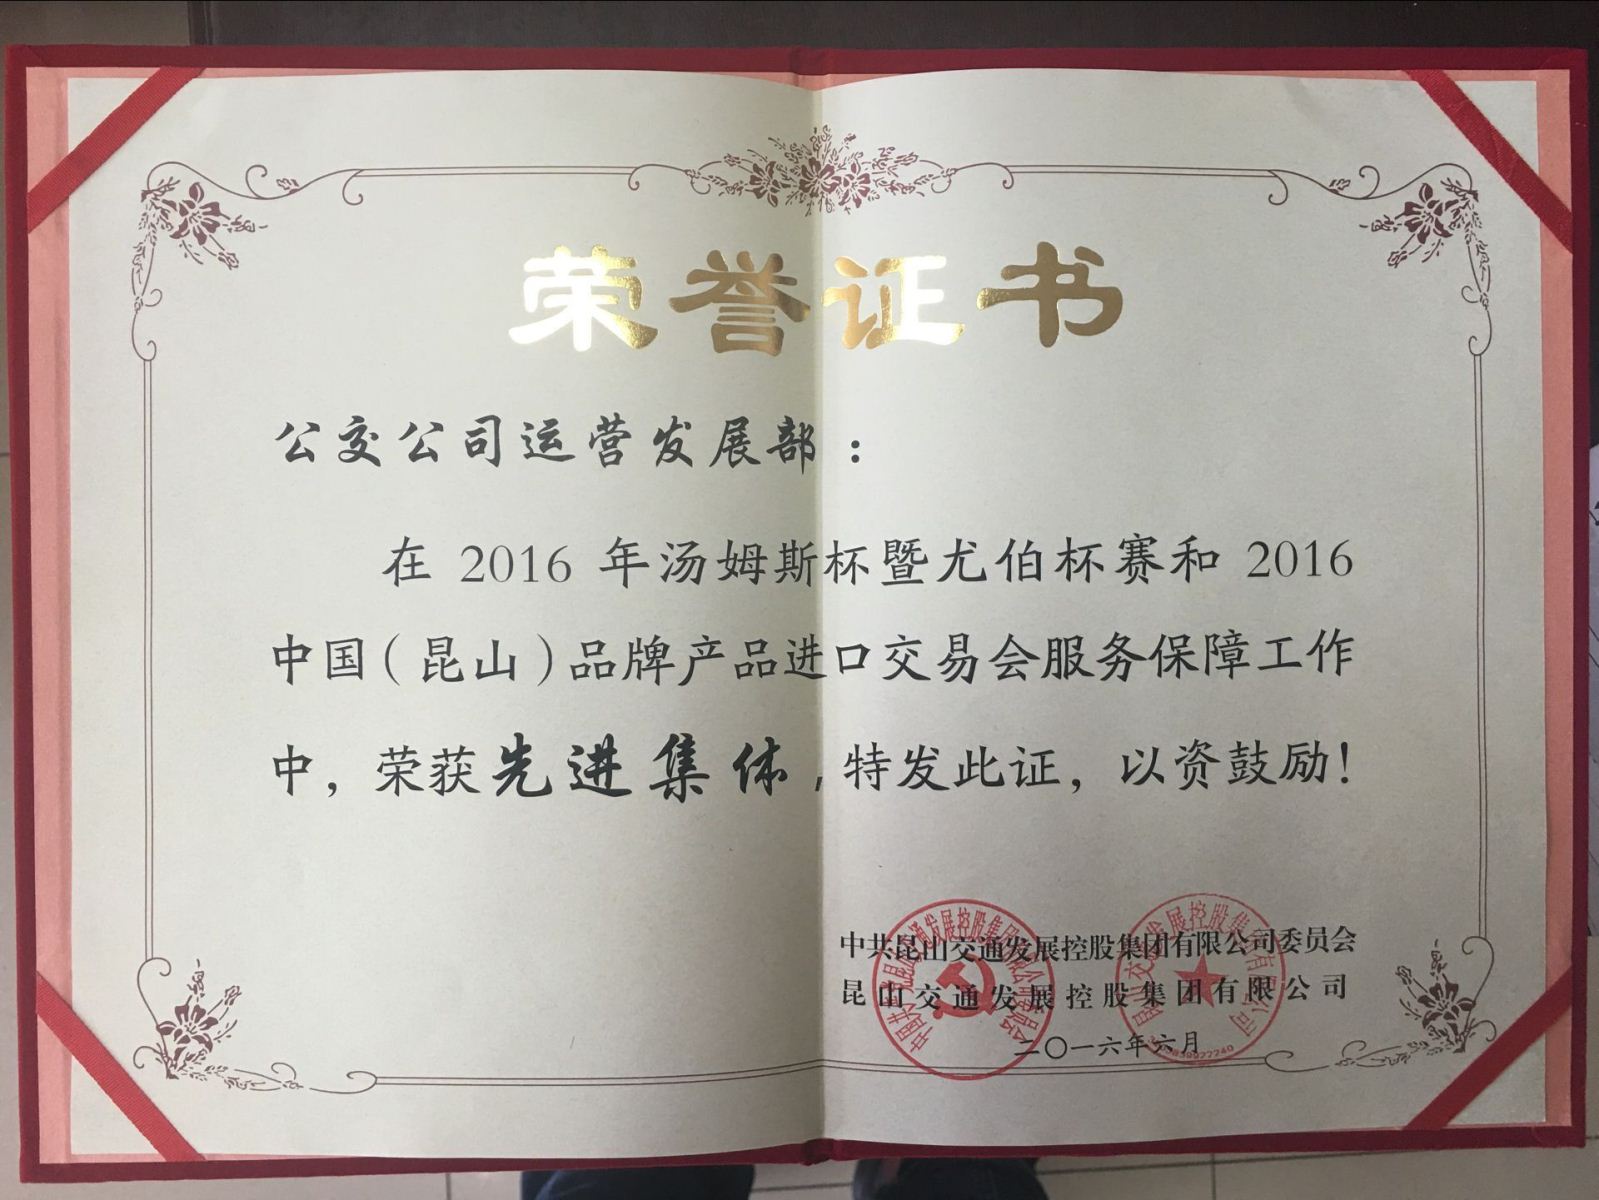 荣誉证书
公交公司运营发展部：
在 2016 年汤姆斯杯暨尤伯杯赛和 2016
中国（昆山）品牌产品进口交易会服务保障工作
中，荣获先进集体，特发此证，以资鼓励！
中共昆山交通发展控股集团有限公司委员会
昆山交通发展控股集团有限公司
二〇一六年六月